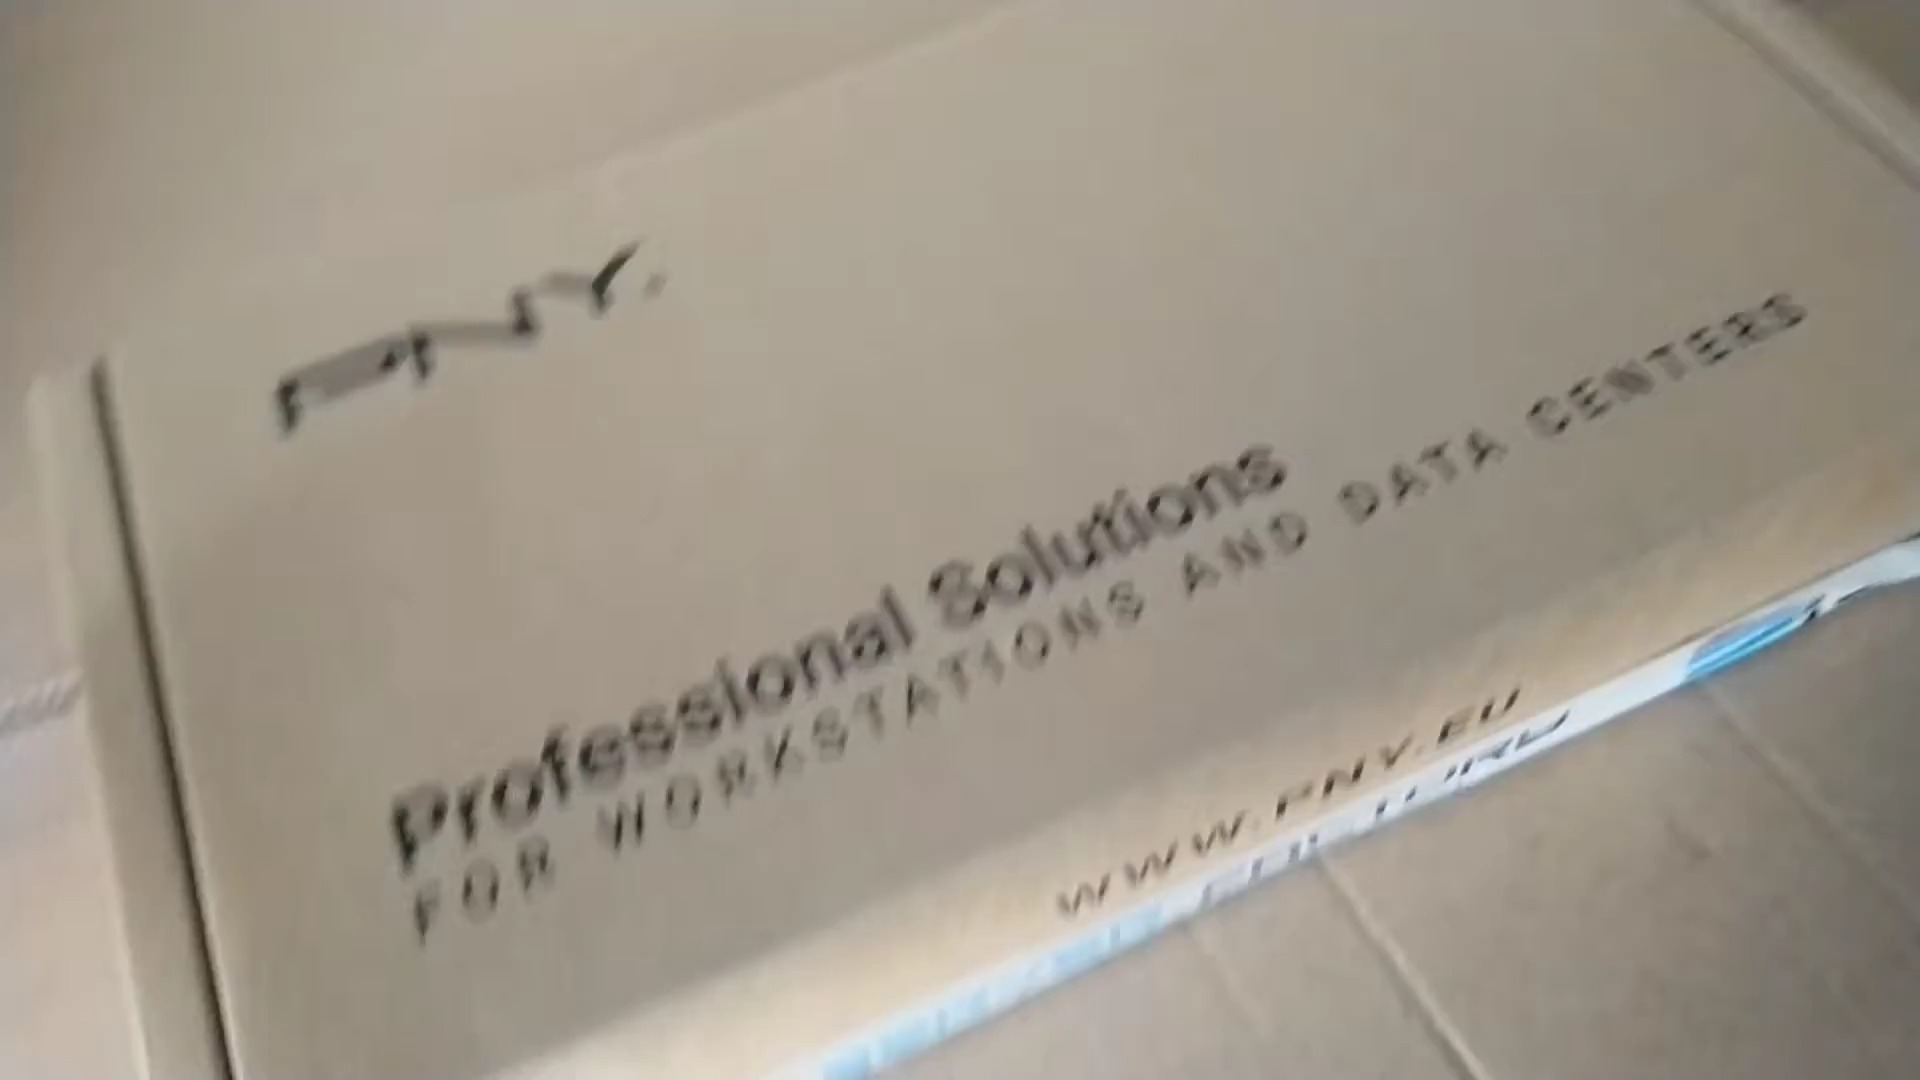 PNY.
Professional Solutions
FOR WORKSTATIONS AND DATA CENTERS
WWW.PNY.EU